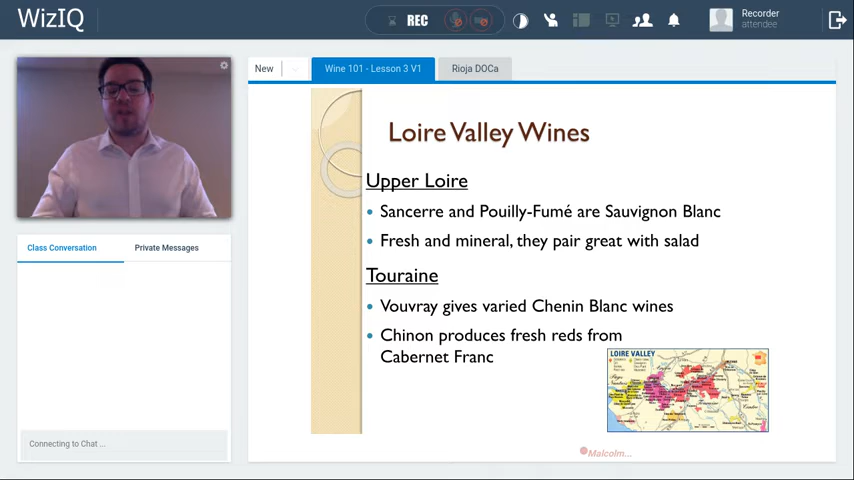 WizIQ
REC
Recorder
attendee
New
Wine 101 - Lesson 3 V1
Rioja DOCa
Loire Valley Wines
Upper Loire
• Sancerre and Pouilly-Fumé are Sauvignon Blanc
• Fresh and mineral, they pair great with salad
Touraine
• Vouvray gives varied Chenin Blanc wines
• Chinon produces fresh reds from
Cabernet Franc
LOIRE VALLEY
Malcolm...
Class Conversation
Private Messages
Connecting to Chat ...